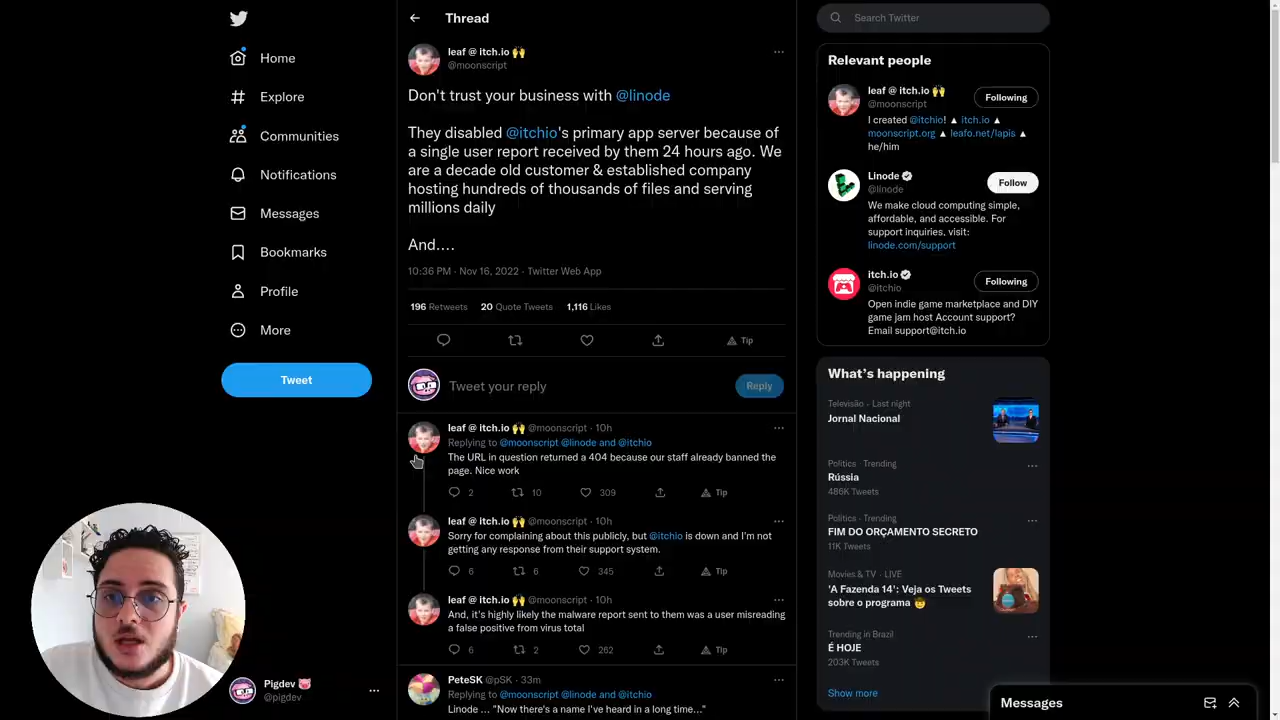 Home
Explore
Communities
Notifications
Messages
Bookmarks
Profile
More
Tweet
Pigdev 🐷
@pigdev
Thread
leaf @ itch.io 🙌
@moonscript
Don't trust your business with @linode
They disabled @itchio's primary app server because of
a single user report received by them 24 hours ago. We
are a decade old customer & established company
hosting hundreds of thousands of files and serving
millions daily
And....
10:36 PM · Nov 16, 2022 · Twitter Web App
196 Retweets 20 Quote Tweets 1,116 Likes
Tip
Tweet your reply
Reply
leaf @ itch.io 🙌 @moonscript · 10h
Replying to @moonscript @linode and @itchio
The URL in question returned a 404 because our staff already banned the
page. Nice work
2 10 309 Tip
leaf @ itch.io 🙌 @moonscript · 10h
Sorry for complaining about this publicly, but @itchio is down and I'm not
getting any response from their support system.
6 6 345 Tip
leaf @ itch.io 🙌 @moonscript · 10h
And, it's highly likely the malware report sent to them was a user misreading
a false positive from virus total
6 2 262 Tip
PeteSK @pSK · 33m
Replying to @moonscript @linode and @itchio
Linode ... "Now there's a name I've heard in a long time..."
Search Twitter
Relevant people
leaf @ itch.io 🙌
@moonscript
Following
I created @itchio! ▲ itch.io ▲
moonscript.org ▲ leafo.net/lapis ▲
he/him
Linode
@linode
Follow
We make cloud computing simple,
affordable, and accessible. For
support inquiries, visit:
linode.com/support
itch.io
@itchio
Following
Open indie game marketplace and DIY
game jam host Account support?
Email support@itch.io
What's happening
Televisão · Last night
Jornal Nacional
Politics · Trending
Rússia
486K Tweets
Politics · Trending
FIM DO ORÇAMENTO SECRETO
11K Tweets
Movies & TV · LIVE
'A Fazenda 14': Veja os Tweets
sobre o programa 🤠
Trending in Brazil
É HOJE
203K Tweets
Show more
Messages